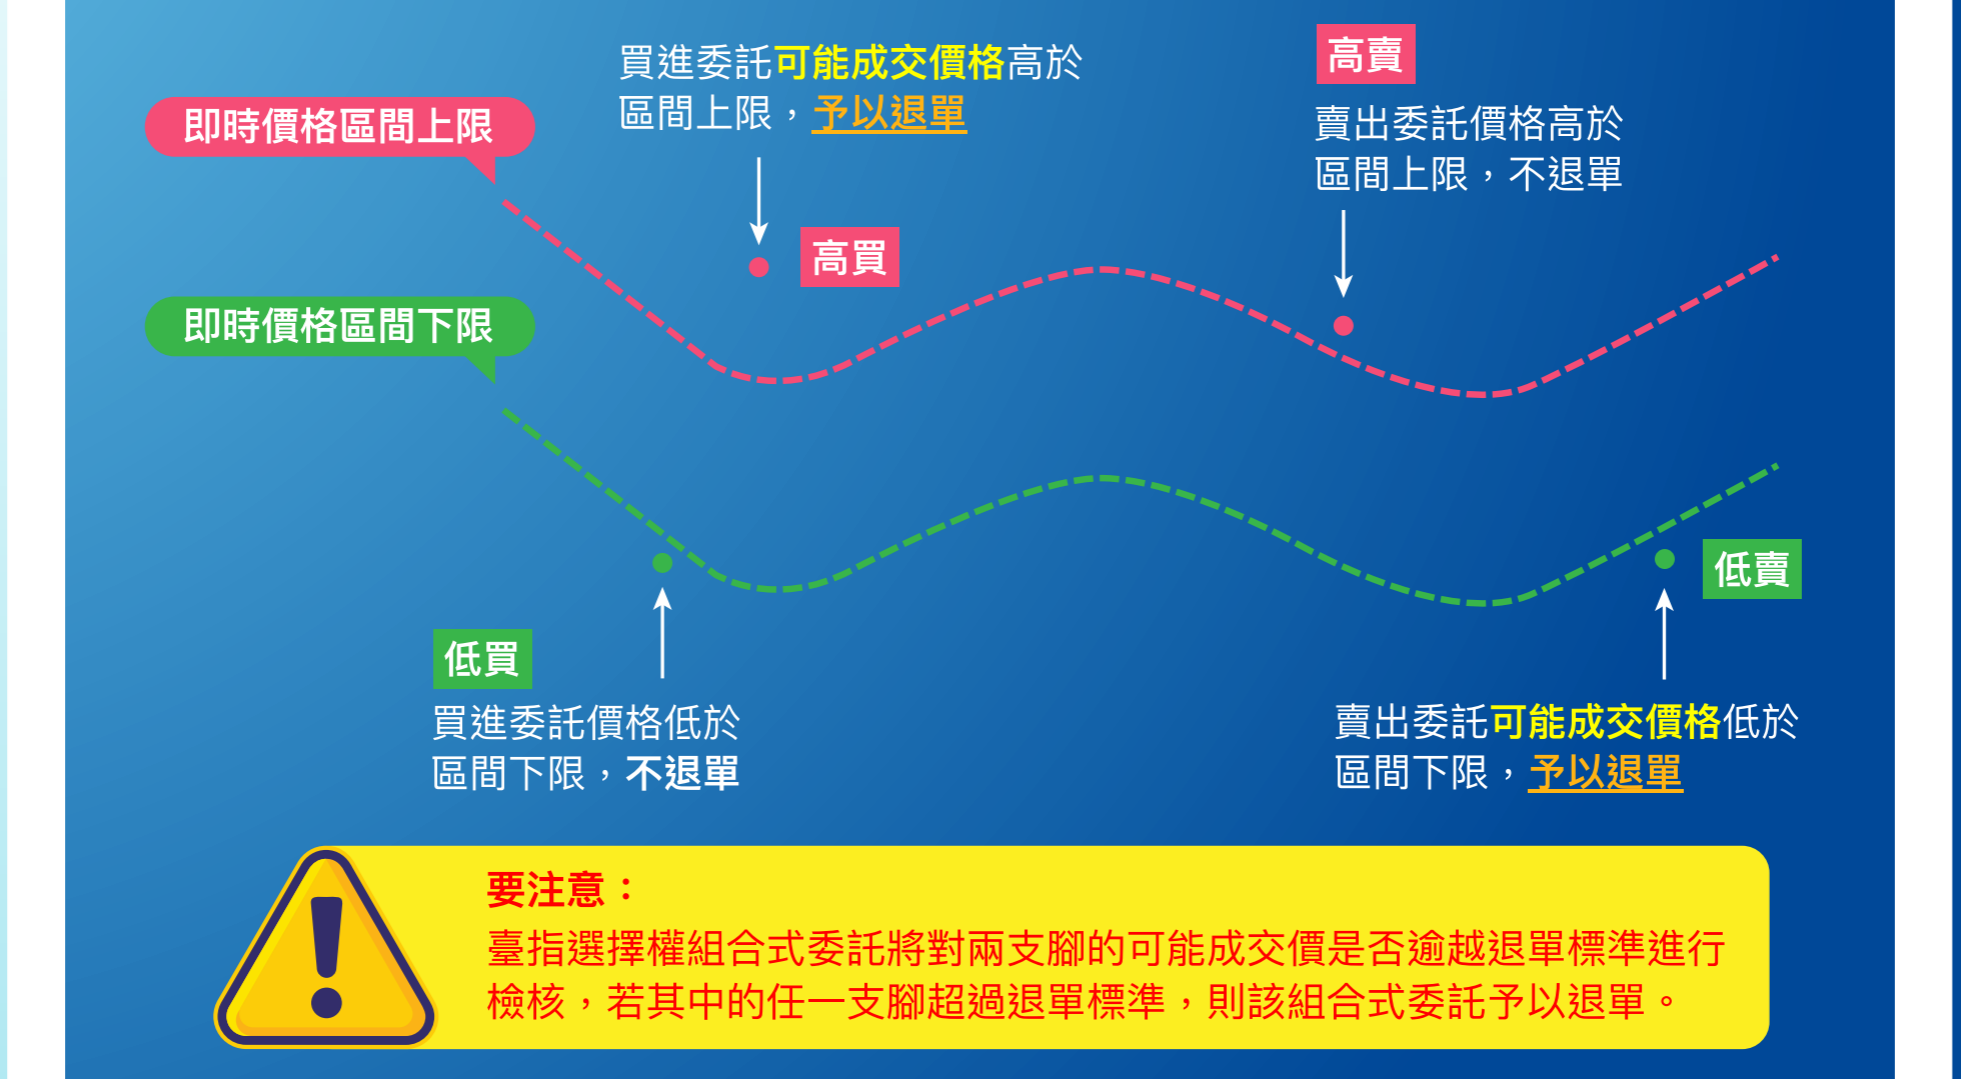 即時價格區間上限
買進委託可能成交價格高於
區間上限，予以退單
高買
高賣
賣出委託價格高於
區間上限，不退單
即時價格區間下限
低買
買進委託價格低於
區間下限，不退單
低賣
賣出委託可能成交價格低於
區間下限，予以退單
要注意：
臺指選擇權組合式委託將對兩支腳的可能成交價是否逾越退單標準進行
檢核，若其中的任一支腳超過退單標準，則該組合式委託予以退單。